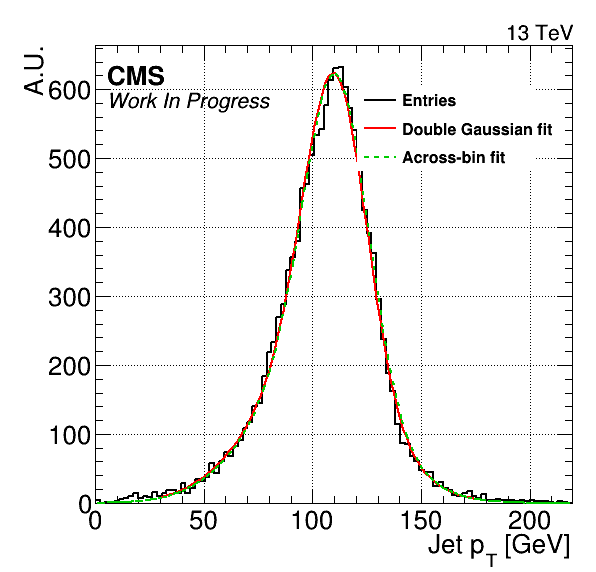 13 TeV
A.U.
CMS
Work In Progress
Entries
Double Gaussian fit
Across-bin fit
600
500
400
300
200
100
0
0 50 100 150 200
Jet pT [GeV]